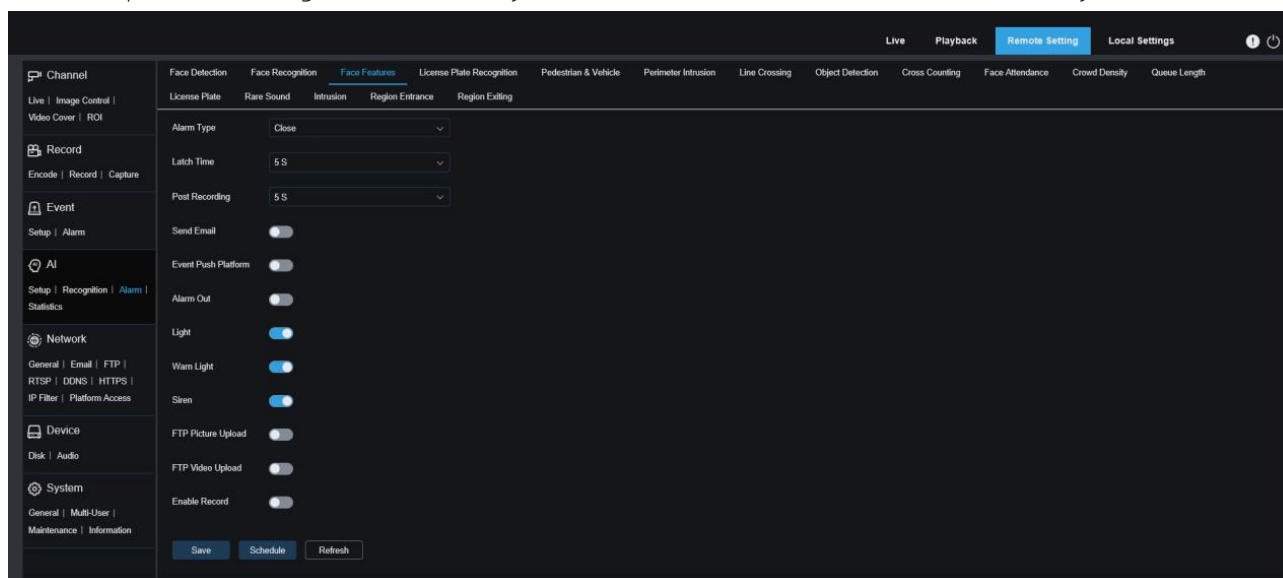 Live Playback Remote Setting Local Settings
Channel
Live | Image Control |
Video Cover | ROI
Record
Encode | Record | Capture
Event
Setup | Alarm
AI
Setup | Recognition | Alarm |
Statistics
Network
General | Email | FTP |
RTSP | DDNS | HTTPS |
IP Filter | Platform Access
Device
Disk | Audio
System
General | Multi-User |
Maintenance | Information
Face Detection Face Recognition Face Features License Plate Recognition Pedestrian & Vehicle Perimeter Intrusion Line Crossing Object Detection Cross Counting Face Attendance Crowd Density Queue Length
License Plate Rare Sound Intrusion Region Entrance Region Exiting
Alarm Type Close
Latch Time 5 S
Post Recording 5 S
Send Email
Event Push Platform
Alarm Out
Light
Warn Light
Siren
FTP Picture Upload
FTP Video Upload
Enable Record
Save Schedule Refresh